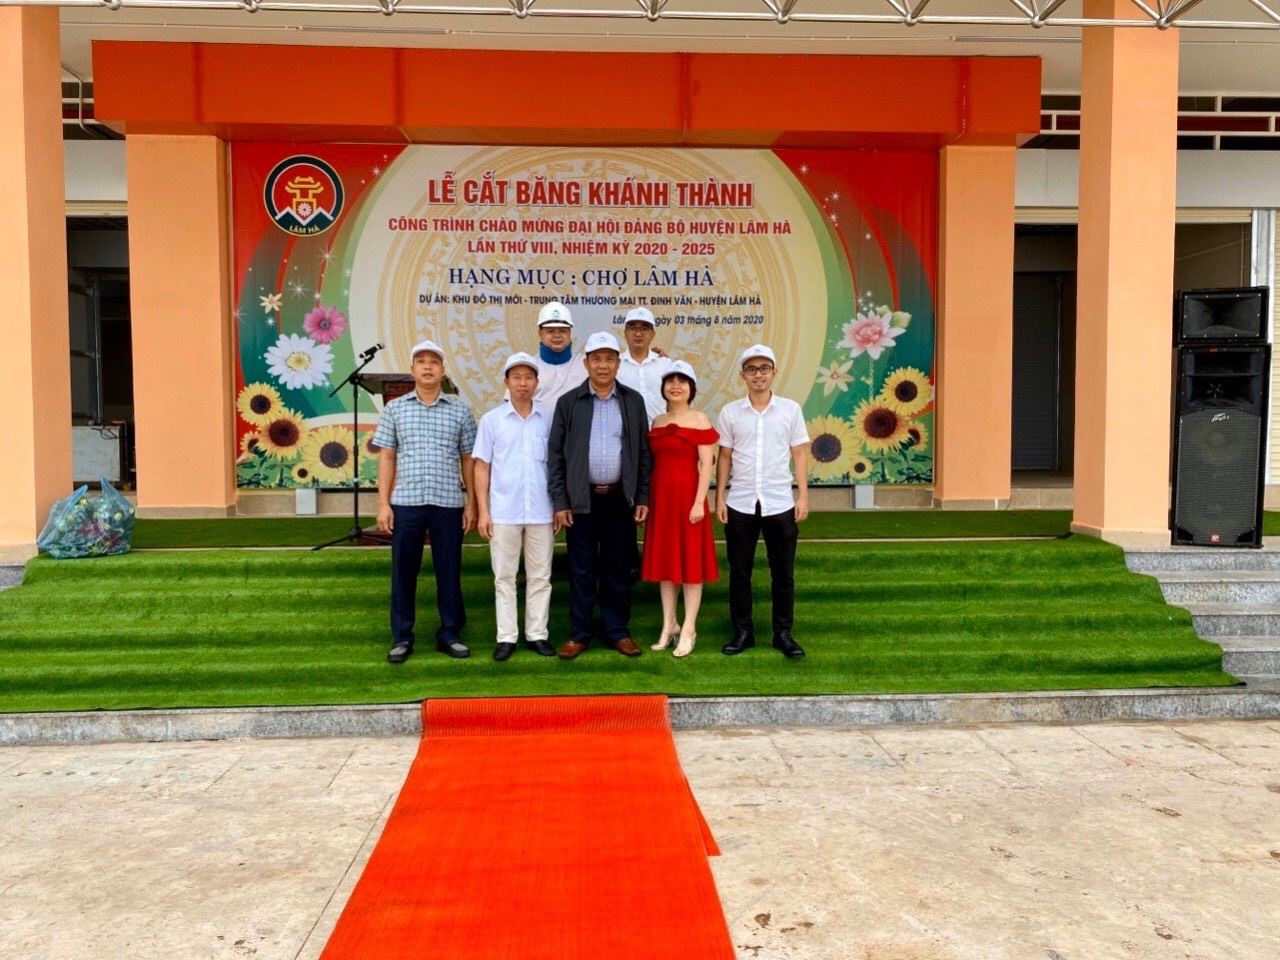 LÂM HÀ
LỄ CẮT BĂNG KHÁNH THÀNH
CÔNG TRÌNH CHÀO MỪNG ĐẠI HỘI ĐẢNG BỘ HUYỆN LÂM HÀ
LẦN THỨ VIII, NHIỆM KỲ 2020 - 2025
HẠNG MỤC : CHỢ LÂM HÀ
DỰ ÁN: KHU ĐÔ THỊ MỚI - TRUNG TÂM THƯƠNG MẠI TT. ĐINH VĂN - HUYỆN LÂM HÀ
03 tháng 6 năm 2020